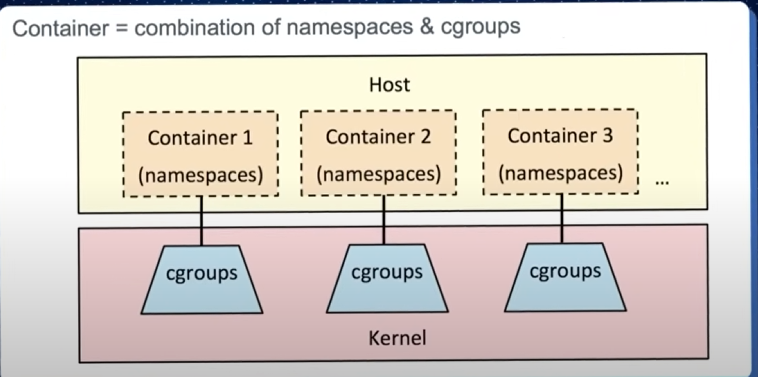 Container = combination of namespaces & cgroups
Host
Container 1
(namespaces)
Container 2
(namespaces)
Container 3
(namespaces)
...
cgroups
cgroups
cgroups
Kernel